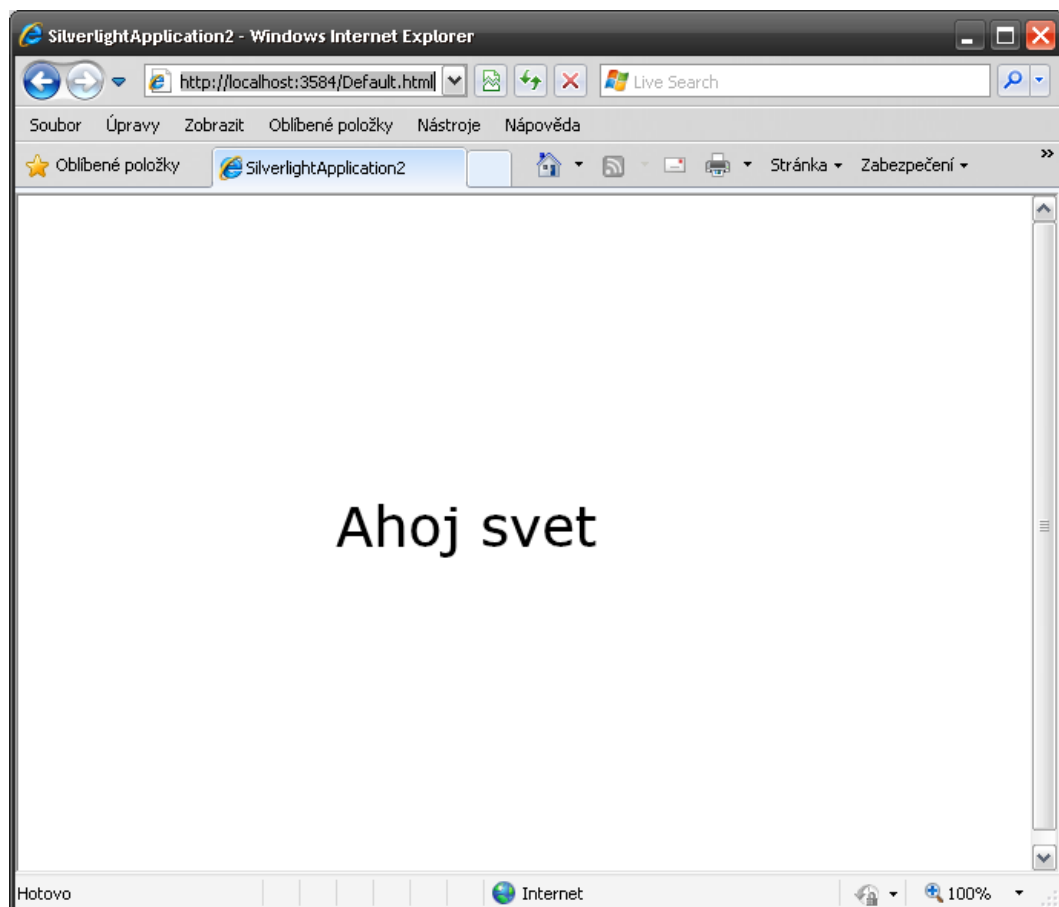 SilverlightApplication2 - Windows Internet Explorer
http://localhost:3584/Default.html Live Search
Soubor Úpravy Zobrazit Oblíbené položky Nástroje Nápověda
Oblíbené položky SilverlightApplication2 Stránka Zabezpečení »
Ahoj svet
Hotovo Internet 100%